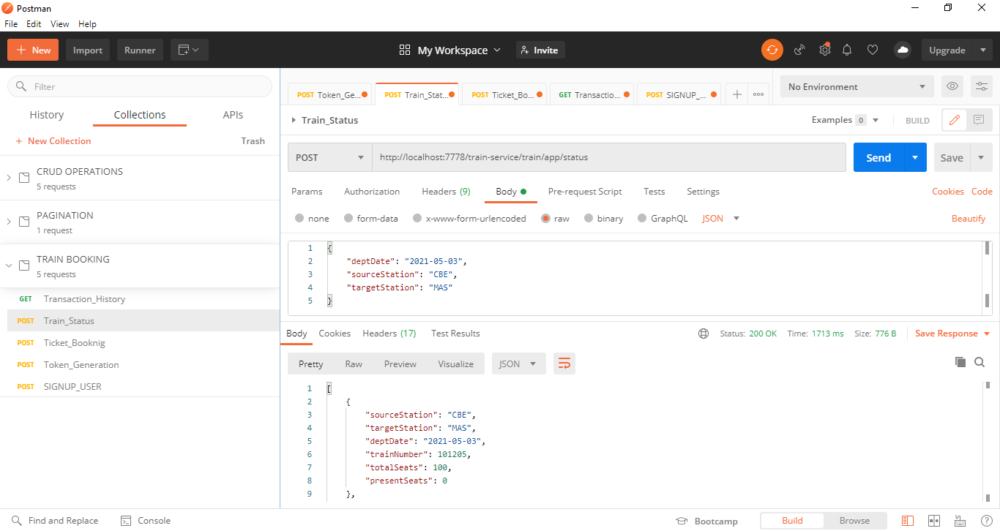 Postman
File Edit View Help
New Import Runner My Workspace Invite Upgrade
Filter
History Collections APIs
+ New Collection Trash
CRUD OPERATIONS
5 requests
PAGINATION
1 request
TRAIN BOOKING
5 requests
GET Transaction_History
POST Train_Status
POST Ticket_Booknig
POST Token_Generation
POST SIGNUP_USER
POST Token_Ge... POST Train_Stat... POST Ticket_Bo... GET Transactio... POST SIGNUP_...
No Environment
Train_Status Examples 0 BUILD
POST http://localhost:7778/train-service/train/app/status Send Save
Params Authorization Headers (9) Body Pre-request Script Tests Settings Cookies Code
none form-data x-www-form-urlencoded raw binary GraphQL JSON Beautify
1 {
2 "deptDate": "2021-05-03",
3 "sourceStation": "CBE",
4 "targetStation": "MAS"
5 }
Body Cookies Headers (17) Test Results Status: 200 OK Time: 1713 ms Size: 776 B Save Response
Pretty Raw Preview Visualize JSON
1 [
2 {
3 "sourceStation": "CBE",
4 "targetStation": "MAS",
5 "deptDate": "2021-05-03",
6 "trainNumber": 101205,
7 "totalSeats": 100,
8 "presentSeats": 0
9 },
Find and Replace Console Bootcamp Build Browse